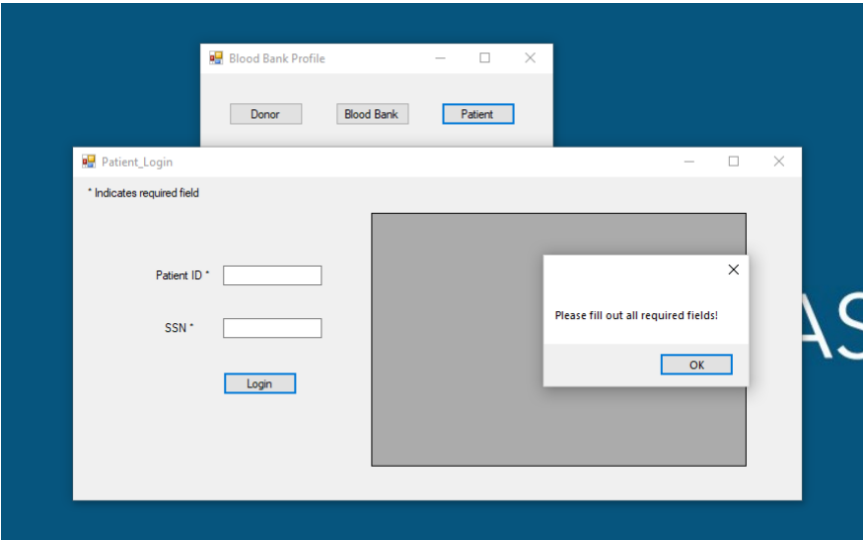 Blood Bank Profile
Donor
Blood Bank
Patient
Patient_Login
* Indicates required field
Patient ID *
SSN *
Login
Please fill out all required fields!
OK
AS